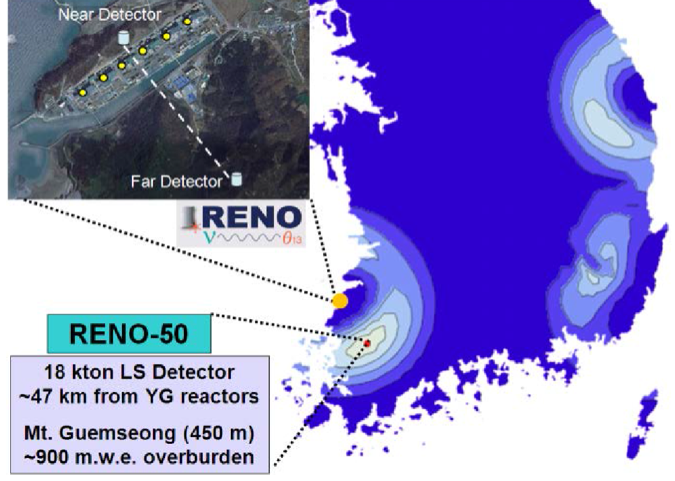 Near Detector
Far Detector
RENO
ν θ13
RENO-50
18 kton LS Detector
~47 km from YG reactors
Mt. Guemseong (450 m)
~900 m.w.e. overburden